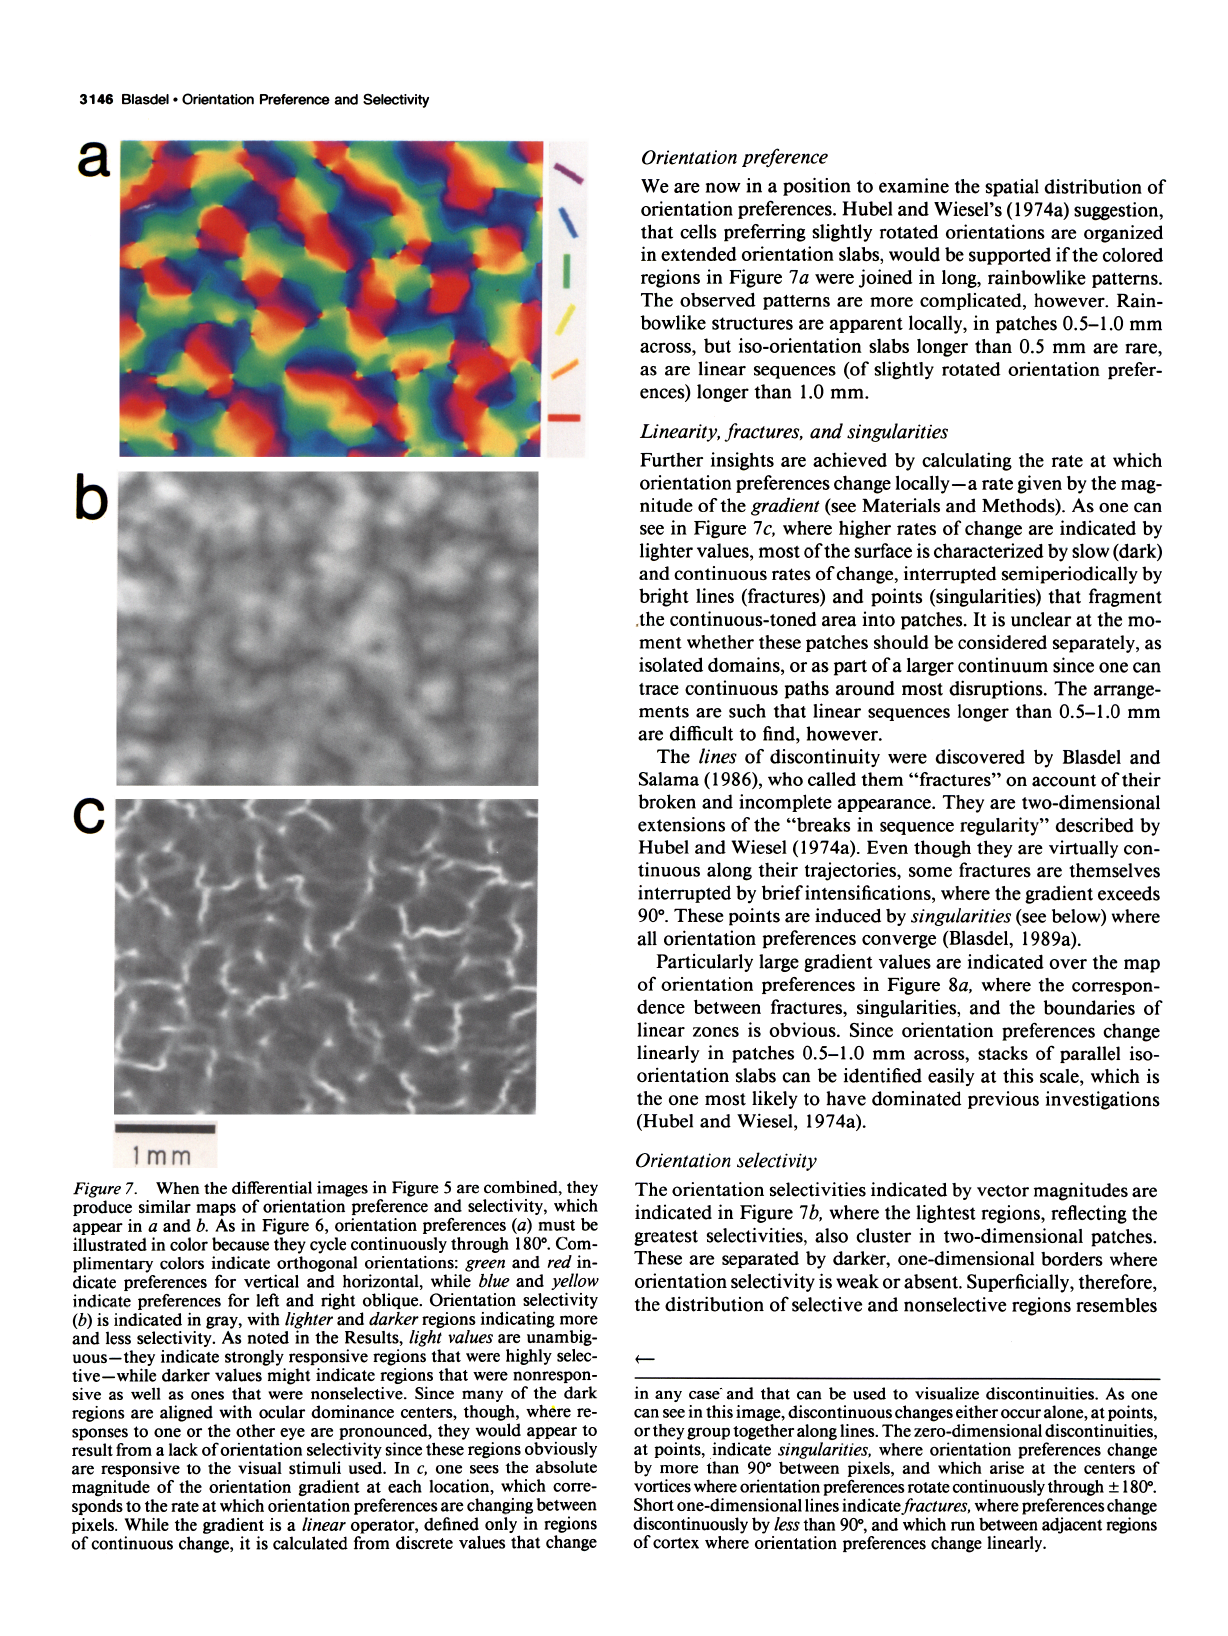 3146 Blasdel • Orientation Preference and Selectivity
a
b
c
1mm
Figure 7. When the differential images in Figure 5 are combined, they
produce similar maps of orientation preference and selectivity, which
appear in a and b. As in Figure 6, orientation preferences (a) must be
illustrated in color because they cycle continuously through 180°. Com-
plimentary colors indicate orthogonal orientations: green and red in-
dicate preferences for vertical and horizontal, while blue and yellow
indicate preferences for left and right oblique. Orientation selectivity
(b) is indicated in gray, with lighter and darker regions indicating more
and less selectivity. As noted in the Results, light values are unambig-
uous—they indicate strongly responsive regions that were highly selec-
tive—while darker values might indicate regions that were nonrespon-
sive as well as ones that were nonselective. Since many of the dark
regions are aligned with ocular dominance centers, though, where re-
sponses to one or the other eye are pronounced, they would appear to
result from a lack of orientation selectivity since these regions obviously
are responsive to the visual stimuli used. In c, one sees the absolute
magnitude of the orientation gradient at each location, which corre-
sponds to the rate at which orientation preferences are changing between
pixels. While the gradient is a linear operator, defined only in regions
of continuous change, it is calculated from discrete values that change
Orientation preference
We are now in a position to examine the spatial distribution of
orientation preferences. Hubel and Wiesel's (1974a) suggestion,
that cells preferring slightly rotated orientations are organized
in extended orientation slabs, would be supported if the colored
regions in Figure 7a were joined in long, rainbowlike patterns.
The observed patterns are more complicated, however. Rain-
bowlike structures are apparent locally, in patches 0.5–1.0 mm
across, but iso-orientation slabs longer than 0.5 mm are rare,
as are linear sequences (of slightly rotated orientation prefer-
ences) longer than 1.0 mm.
Linearity, fractures, and singularities
Further insights are achieved by calculating the rate at which
orientation preferences change locally—a rate given by the mag-
nitude of the gradient (see Materials and Methods). As one can
see in Figure 7c, where higher rates of change are indicated by
lighter values, most of the surface is characterized by slow (dark)
and continuous rates of change, interrupted semiperiodically by
bright lines (fractures) and points (singularities) that fragment
the continuous-toned area into patches. It is unclear at the mo-
ment whether these patches should be considered separately, as
isolated domains, or as part of a larger continuum since one can
trace continuous paths around most disruptions. The arrange-
ments are such that linear sequences longer than 0.5–1.0 mm
are difficult to find, however.
The lines of discontinuity were discovered by Blasdel and
Salama (1986), who called them “fractures” on account of their
broken and incomplete appearance. They are two-dimensional
extensions of the “breaks in sequence regularity” described by
Hubel and Wiesel (1974a). Even though they are virtually con-
tinuous along their trajectories, some fractures are themselves
interrupted by brief intensifications, where the gradient exceeds
90°. These points are induced by singularities (see below) where
all orientation preferences converge (Blasdel, 1989a).
Particularly large gradient values are indicated over the map
of orientation preferences in Figure 8a, where the correspon-
dence between fractures, singularities, and the boundaries of
linear zones is obvious. Since orientation preferences change
linearly in patches 0.5–1.0 mm across, stacks of parallel iso-
orientation slabs can be identified easily at this scale, which is
the one most likely to have dominated previous investigations
(Hubel and Wiesel, 1974a).
Orientation selectivity
The orientation selectivities indicated by vector magnitudes are
indicated in Figure 7b, where the lightest regions, reflecting the
greatest selectivities, also cluster in two-dimensional patches.
These are separated by darker, one-dimensional borders where
orientation selectivity is weak or absent. Superficially, therefore,
the distribution of selective and nonselective regions resembles
←
in any case and that can be used to visualize discontinuities. As one
can see in this image, discontinuous changes either occur alone, at points,
or they group together along lines. The zero-dimensional discontinuities,
at points, indicate singularities, where orientation preferences change
by more than 90° between pixels, and which arise at the centers of
vortices where orientation preferences rotate continuously through ± 180°.
Short one-dimensional lines indicate fractures, where preferences change
discontinuously by less than 90°, and which run between adjacent regions
of cortex where orientation preferences change linearly.